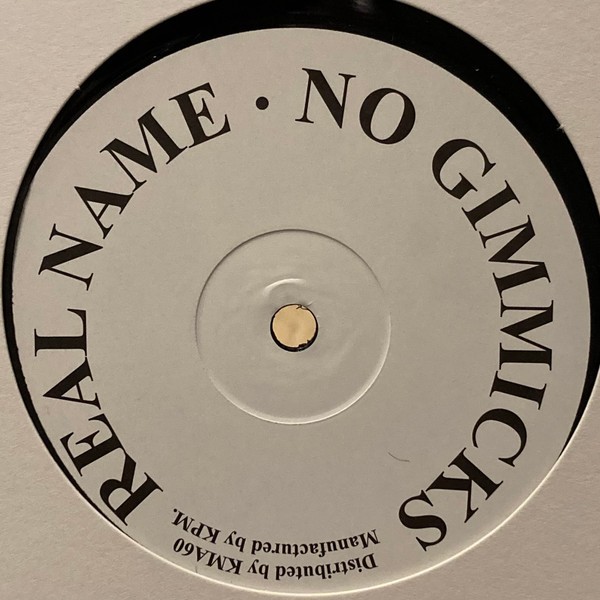 REAL NAME · NO GIMMICKS
Manufactured by KPM.
Distributed by KMA60